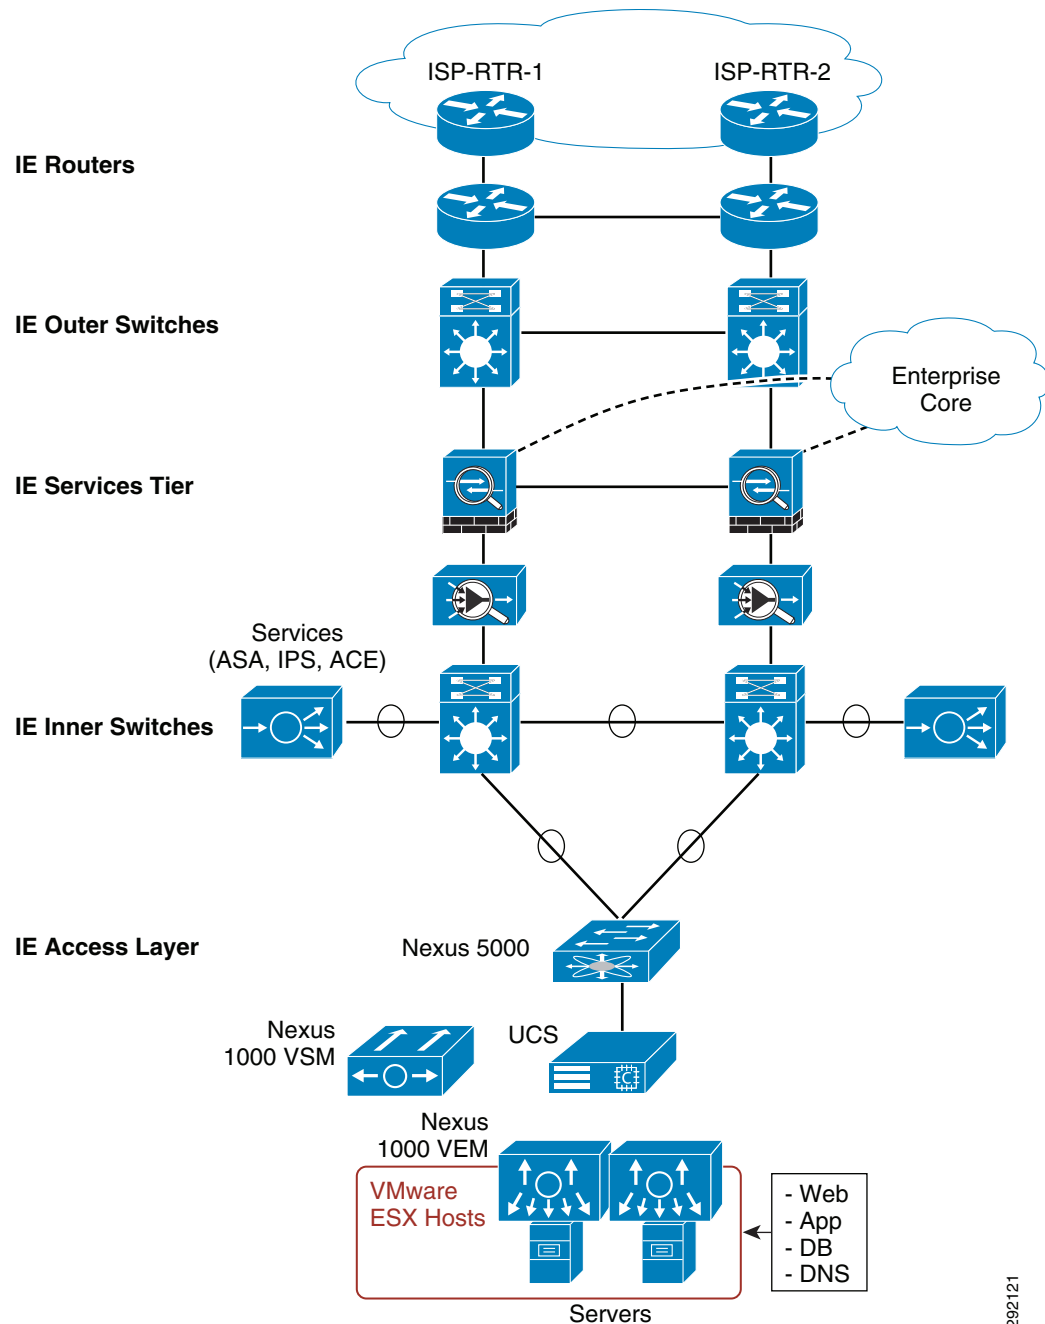 ISP-RTR-1
ISP-RTR-2
IE Routers
IE Outer Switches
Enterprise
Core
IE Services Tier
Services
(ASA, IPS, ACE)
IE Inner Switches
IE Access Layer
Nexus 5000
Nexus
1000 VSM
UCS
Nexus
1000 VEM
VMware
ESX Hosts
- Web
- App
- DB
- DNS
Servers
292121